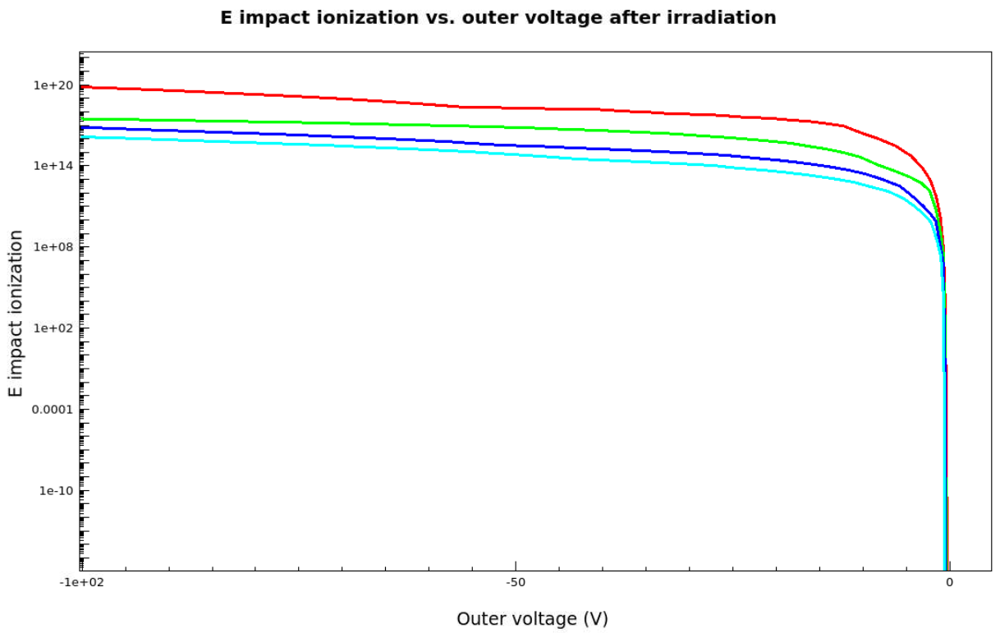 E impact ionization vs. outer voltage after irradiation
1e+20
1e+14
1e+08
1e+02
0.0001
1e-10
E impact ionization
-1e+02
-50
0
Outer voltage (V)